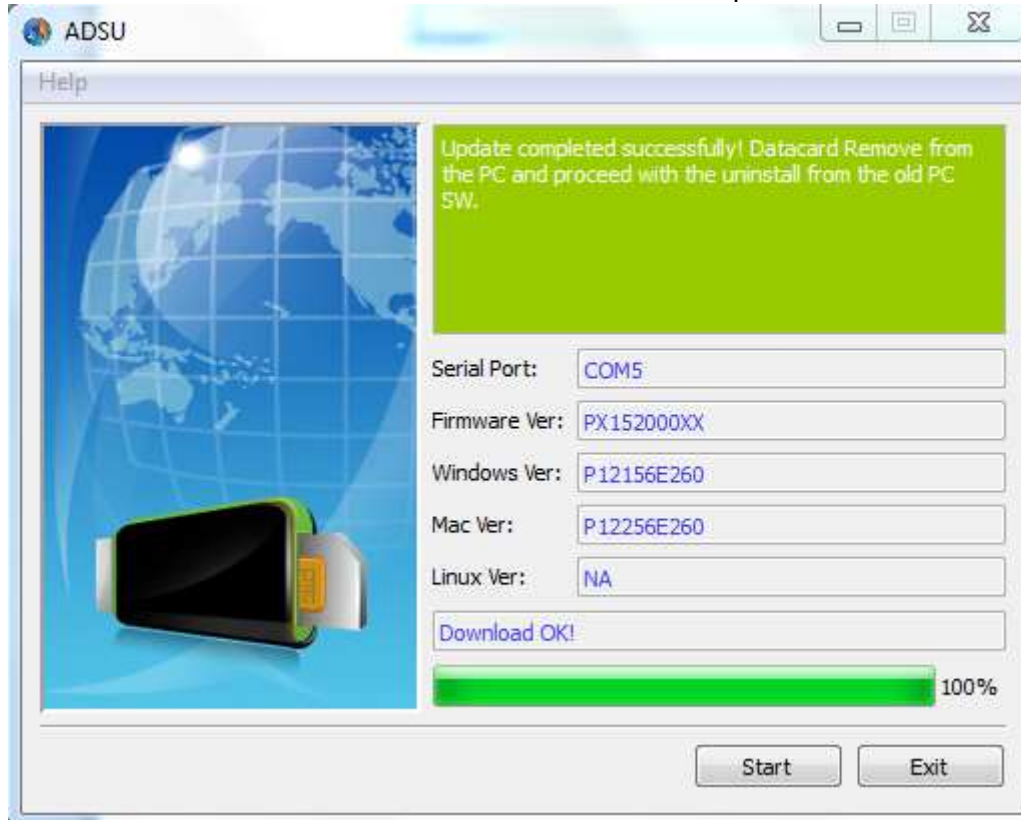 ADSU
Help
Update completed successfully! Datacard Remove from
the PC and proceed with the uninstall from the old PC
SW.
Serial Port: COM5
Firmware Ver: PX152000XX
Windows Ver: P12156E260
Mac Ver: P12256E260
Linux Ver: NA
Download OK!
100%
Start Exit